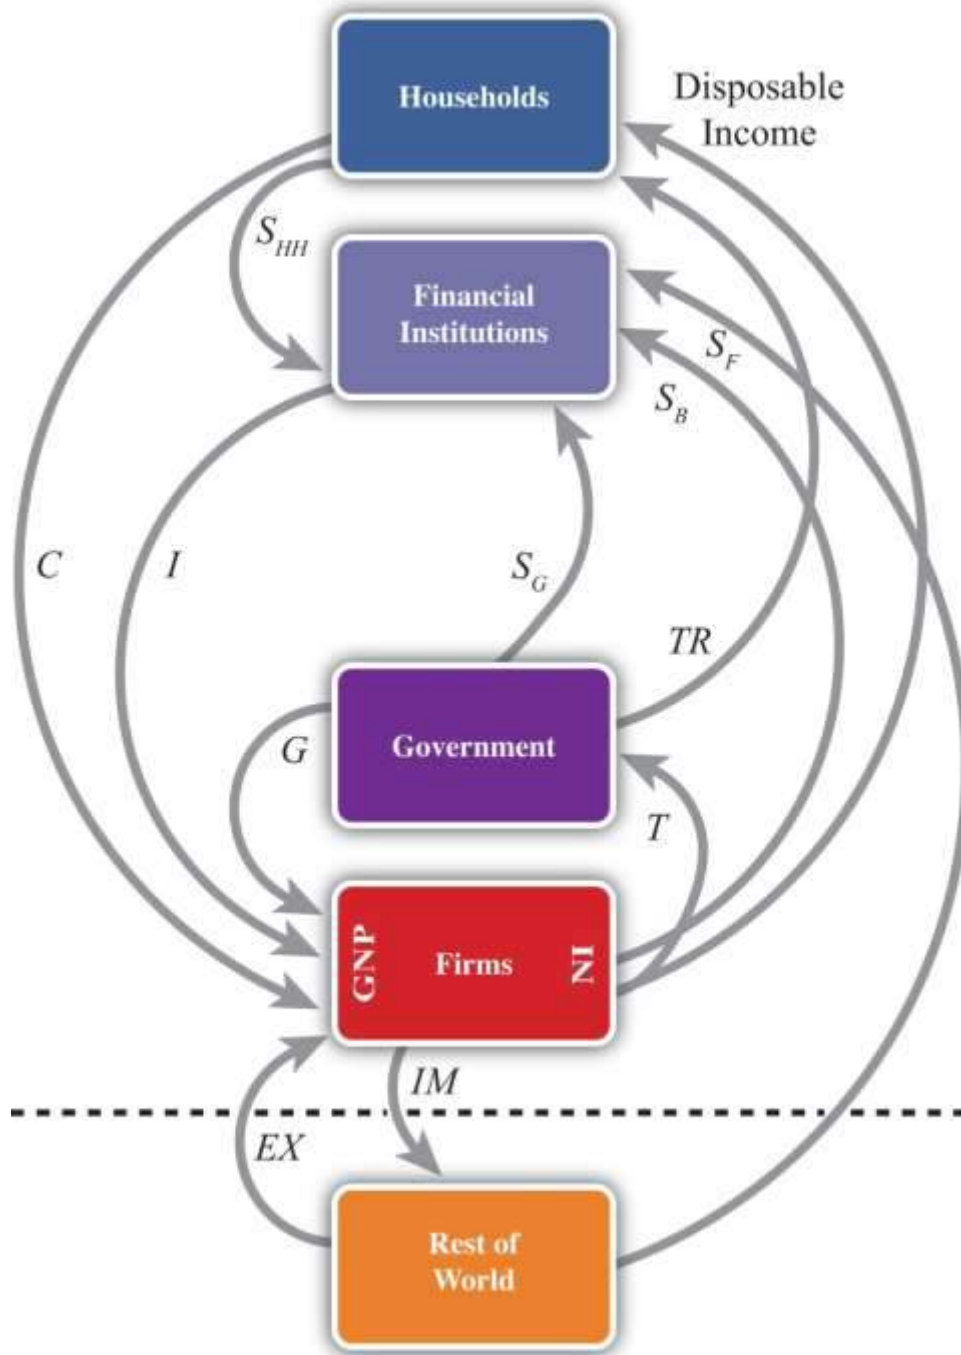 Households
Disposable
Income
S_HH
Financial
Institutions
S_F
S_B
C
I
S_G
TR
Government
G
T
GNP
Firms
NI
IM
EX
Rest of
World